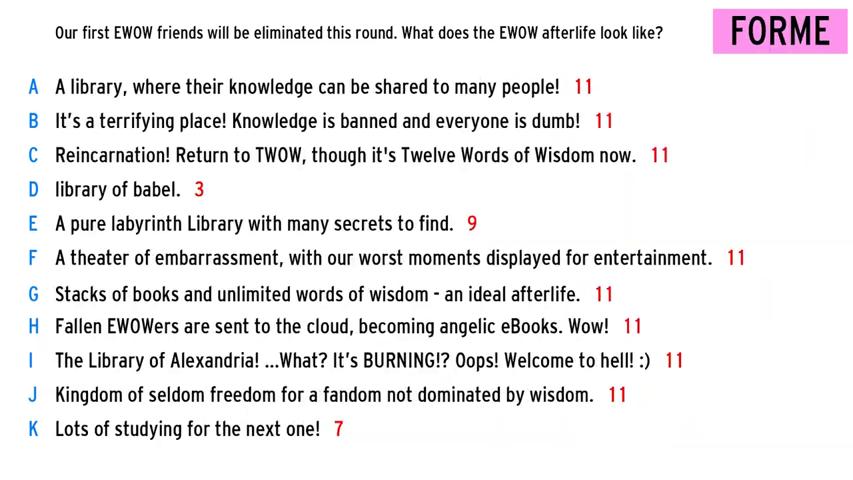 Our first EWOW friends will be eliminated this round. What does the EWOW afterlife look like?
FORME
A A library, where their knowledge can be shared to many people! 11
B It's a terrifying place! Knowledge is banned and everyone is dumb! 11
C Reincarnation! Return to TWOW, though it's Twelve Words of Wisdom now. 11
D library of babel. 3
E A pure labyrinth Library with many secrets to find. 9
F A theater of embarrassment, with our worst moments displayed for entertainment. 11
G Stacks of books and unlimited words of wisdom - an ideal afterlife. 11
H Fallen EWOWers are sent to the cloud, becoming angelic eBooks. Wow! 11
I The Library of Alexandria! ...What? It's BURNING!? Oops! Welcome to hell! :) 11
J Kingdom of seldom freedom for a fandom not dominated by wisdom. 11
K Lots of studying for the next one! 7